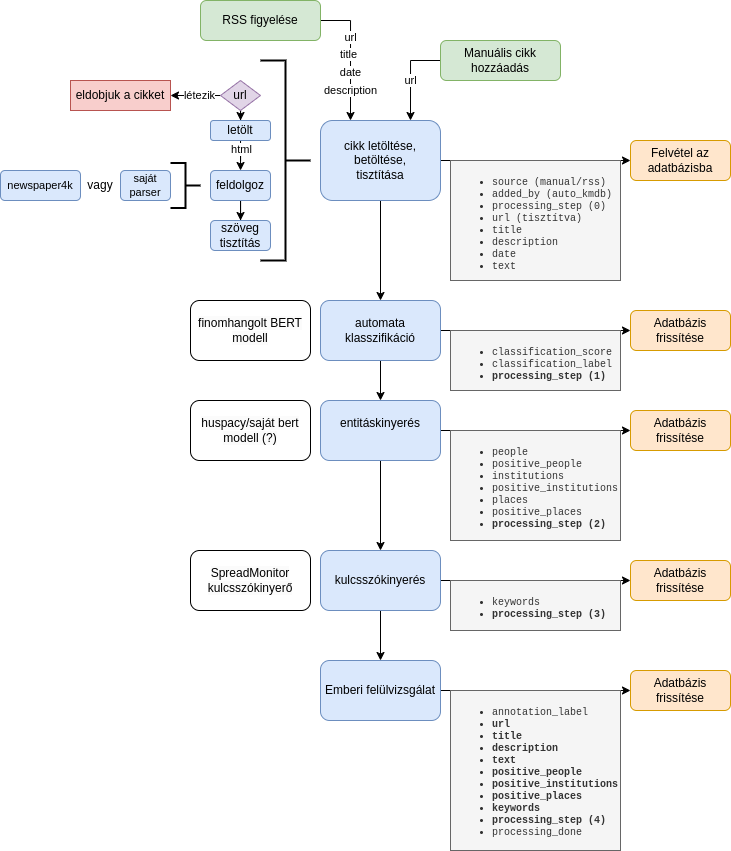 RSS figyelése
url
title
date
description
Manuális cikk
hozzáadás
url
eldobjuk a cikket
létezik
url
letölt
html
newspaper4k
vagy
saját
parser
feldolgoz
szöveg
tisztítás
cikk letöltése,
betöltése,
tisztítása
source (manual/rss)
added_by (auto_kmdb)
processing_step (0)
url (tisztítva)
title
description
date
text
Felvétel az
adatbázisba
finomhangolt BERT
modell
automata
klasszifikáció
classification_score
classification_label
processing_step (1)
Adatbázis
frissítése
huspacy/saját bert
modell (?)
entitáskinyerés
people
positive_people
institutions
positive_institutions
places
positive_places
processing_step (2)
Adatbázis
frissítése
SpreadMonitor
kulcsszókinyerő
kulcsszókinyerés
keywords
processing_step (3)
Adatbázis
frissítése
Emberi felülvizsgálat
annotation_label
url
title
description
text
positive_people
positive_institutions
positive_places
keywords
processing_step (4)
processing_done
Adatbázis
frissítése